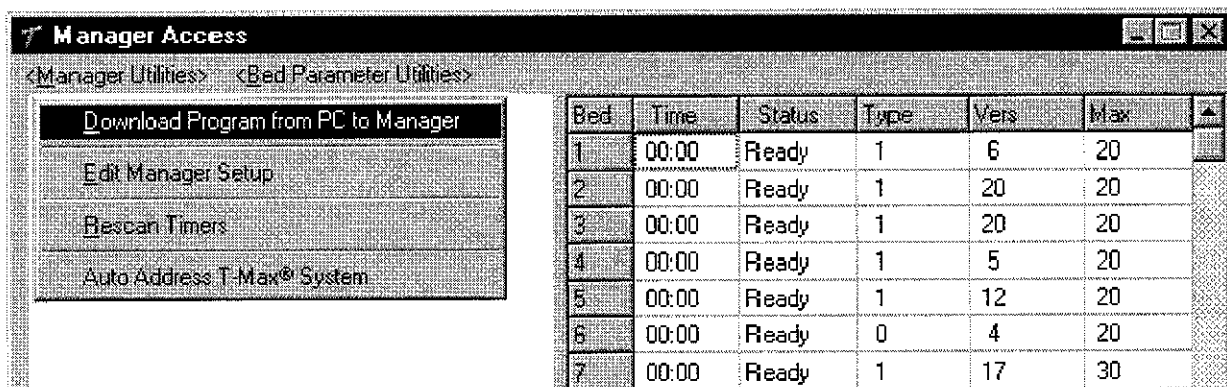 Manager Access
<Manager Utilities> <Bed Parameter Utilities>
Download Program from PC to Manager
Edit Manager Setup
Rescan Timers
Auto Address T-Max® System
Bed Time Status Type Vers Max
1 00:00 Ready 1 6 20
2 00:00 Ready 1 20 20
3 00:00 Ready 1 20 20
4 00:00 Ready 1 5 20
5 00:00 Ready 1 12 20
6 00:00 Ready 0 4 20
7 00:00 Ready 1 17 30